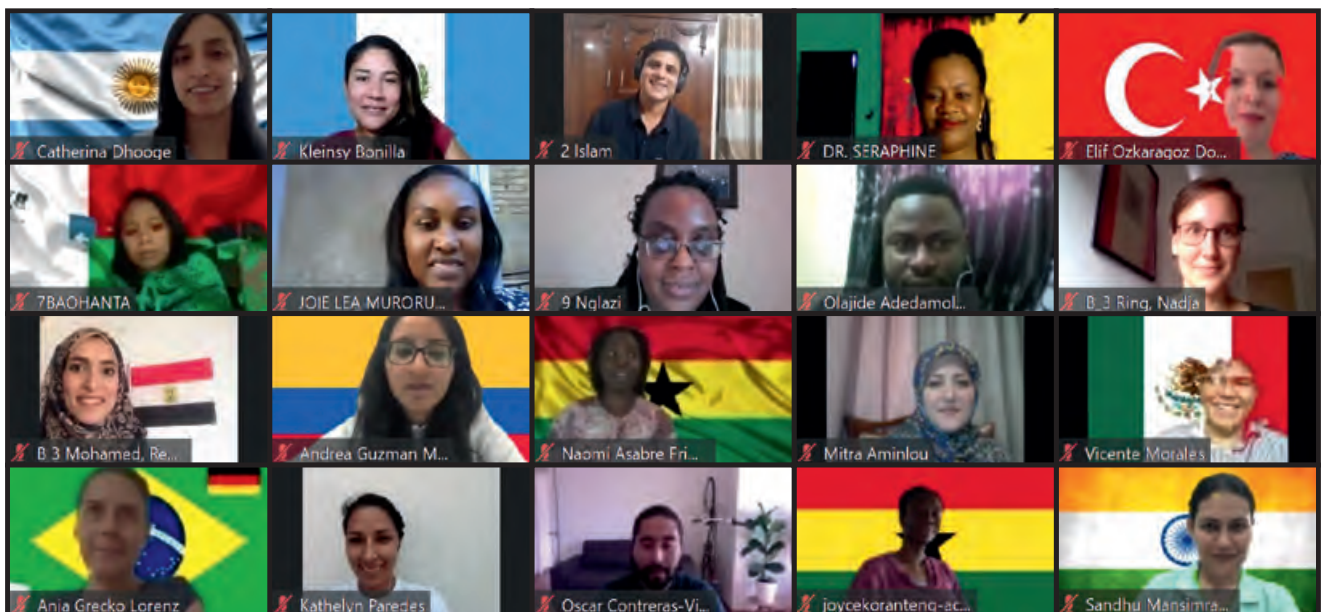 Catherina Dhooge
Kleinsy Bonilla
2 Islam
DR. SERAPHINE
Elif Ozkaragoz Do...
7BAOHANTA
JOIE LEA MURORU...
9 Nglazi
Olajide Adedamol...
B_3 Ring, Nadja
B 3 Mohamed, Re...
Andrea Guzman M...
Naomi Asabre Fri...
Mitra Aminlou
Vicente Morales
Anja Grecko Lorenz
Kathelyn Paredes
Oscar Contreras-Vi...
joycekoranteng-ac...
Sandhu Mansimra...